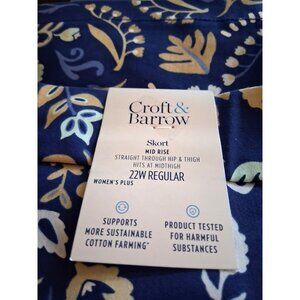 Croft&
Barrow
Skort
MID RISE
STRAIGHT THROUGH HIP & THIGH
HITS AT MIDTHIGH
22W REGULAR
WOMEN'S PLUS
SUPPORTS
MORE SUSTAINABLE
COTTON FARMING*
PRODUCT TESTED
FOR HARMFUL
SUBSTANCES